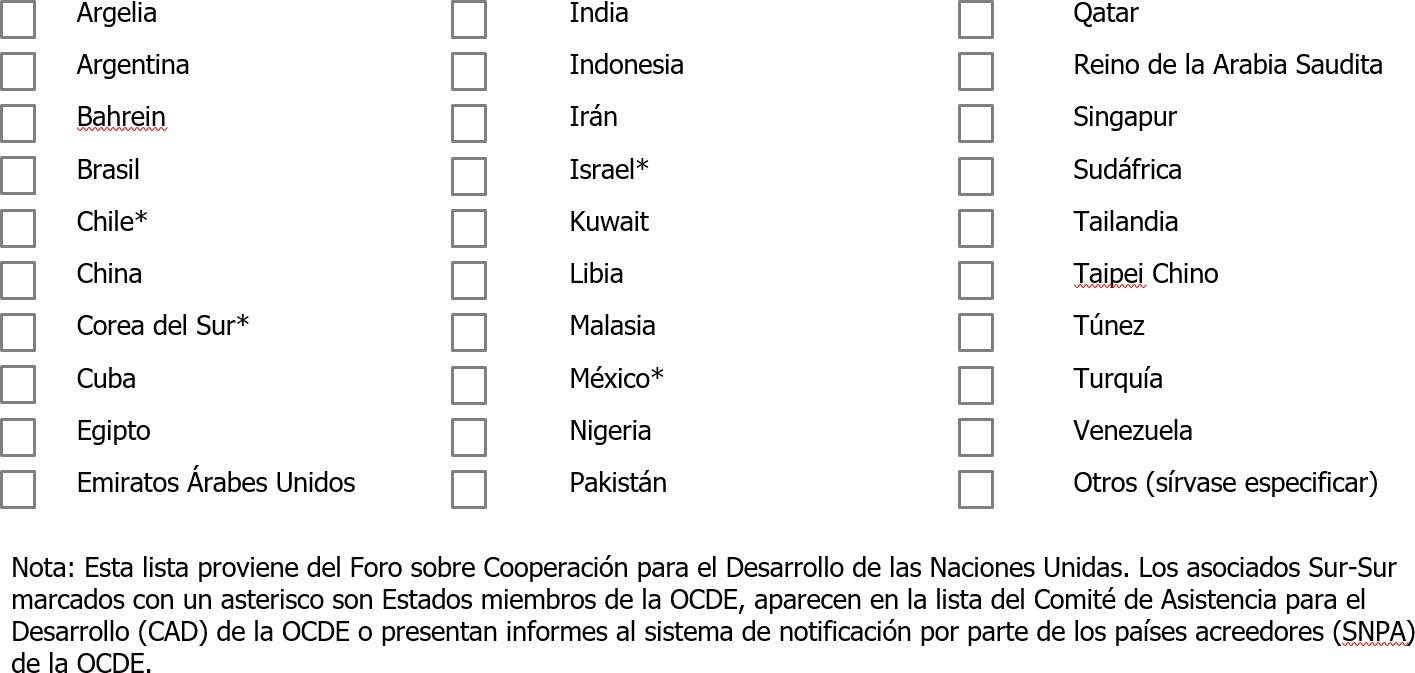 Argelia
Argentina
Bahrein
Brasil
Chile*
China
Corea del Sur*
Cuba
Egipto
Emiratos Árabes Unidos
India
Indonesia
Irán
Israel*
Kuwait
Libia
Malasia
México*
Nigeria
Pakistán
Qatar
Reino de la Arabia Saudita
Singapur
Sudáfrica
Tailandia
Taipei Chino
Túnez
Turquía
Venezuela
Otros (sírvase especificar)
Nota: Esta lista proviene del Foro sobre Cooperación para el Desarrollo de las Naciones Unidas. Los asociados Sur-Sur
marcados con un asterisco son Estados miembros de la OCDE, aparecen en la lista del Comité de Asistencia para el
Desarrollo (CAD) de la OCDE o presentan informes al sistema de notificación por parte de los países acreedores (SNPA)
de la OCDE.